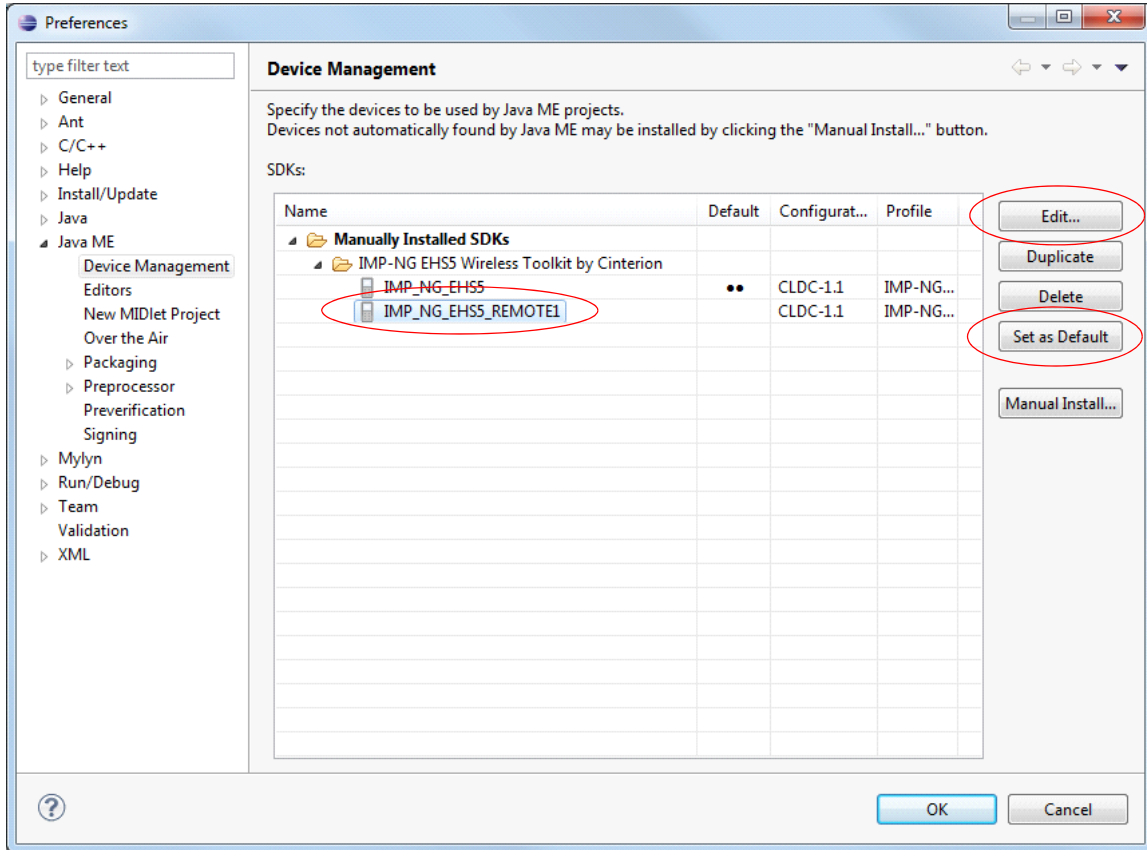 Preferences
type filter text
General
Ant
C/C++
Help
Install/Update
Java
Java ME
Device Management
Editors
New MIDlet Project
Over the Air
Packaging
Preprocessor
Preverification
Signing
Mylyn
Run/Debug
Team
Validation
XML
Device Management
Specify the devices to be used by Java ME projects.
Devices not automatically found by Java ME may be installed by clicking the "Manual Install..." button.
SDKs:
Name Default Configurat... Profile
Manually Installed SDKs
IMP-NG EHS5 Wireless Toolkit by Cinterion
IMP_NG_EHS5 •• CLDC-1.1 IMP-NG...
IMP_NG_EHS5_REMOTE1 CLDC-1.1 IMP-NG...
Edit...
Duplicate
Delete
Set as Default
Manual Install...
?
OK Cancel